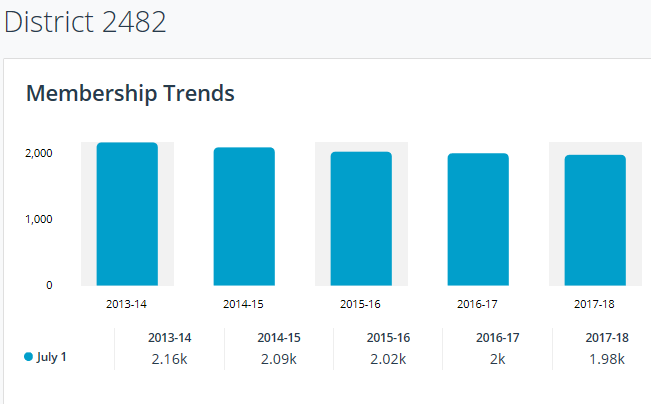 District 2482
Membership Trends
2,000
1,000
0
2013-14 2014-15 2015-16 2016-17 2017-18
2013-14 2014-15 2015-16 2016-17 2017-18
July 1 2.16k 2.09k 2.02k 2k 1.98k